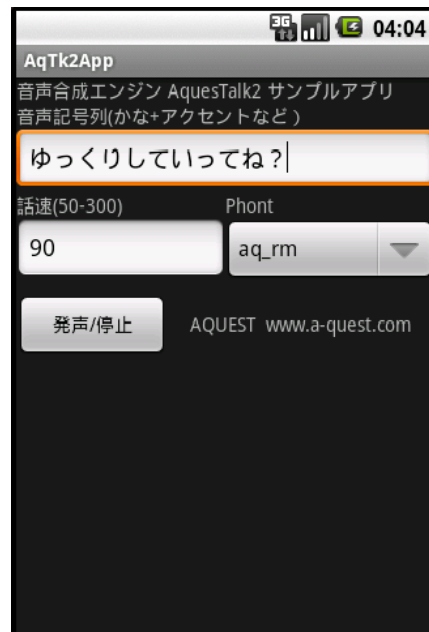 3G 04:04
AqTk2App
音声合成エンジン AquesTalk2 サンプルアプリ
音声記号列(かな+アクセントなど)
ゆっくりしていってね？
話速(50-300) Phont
90 aq_rm
発声/停止 AQUEST www.a-quest.com